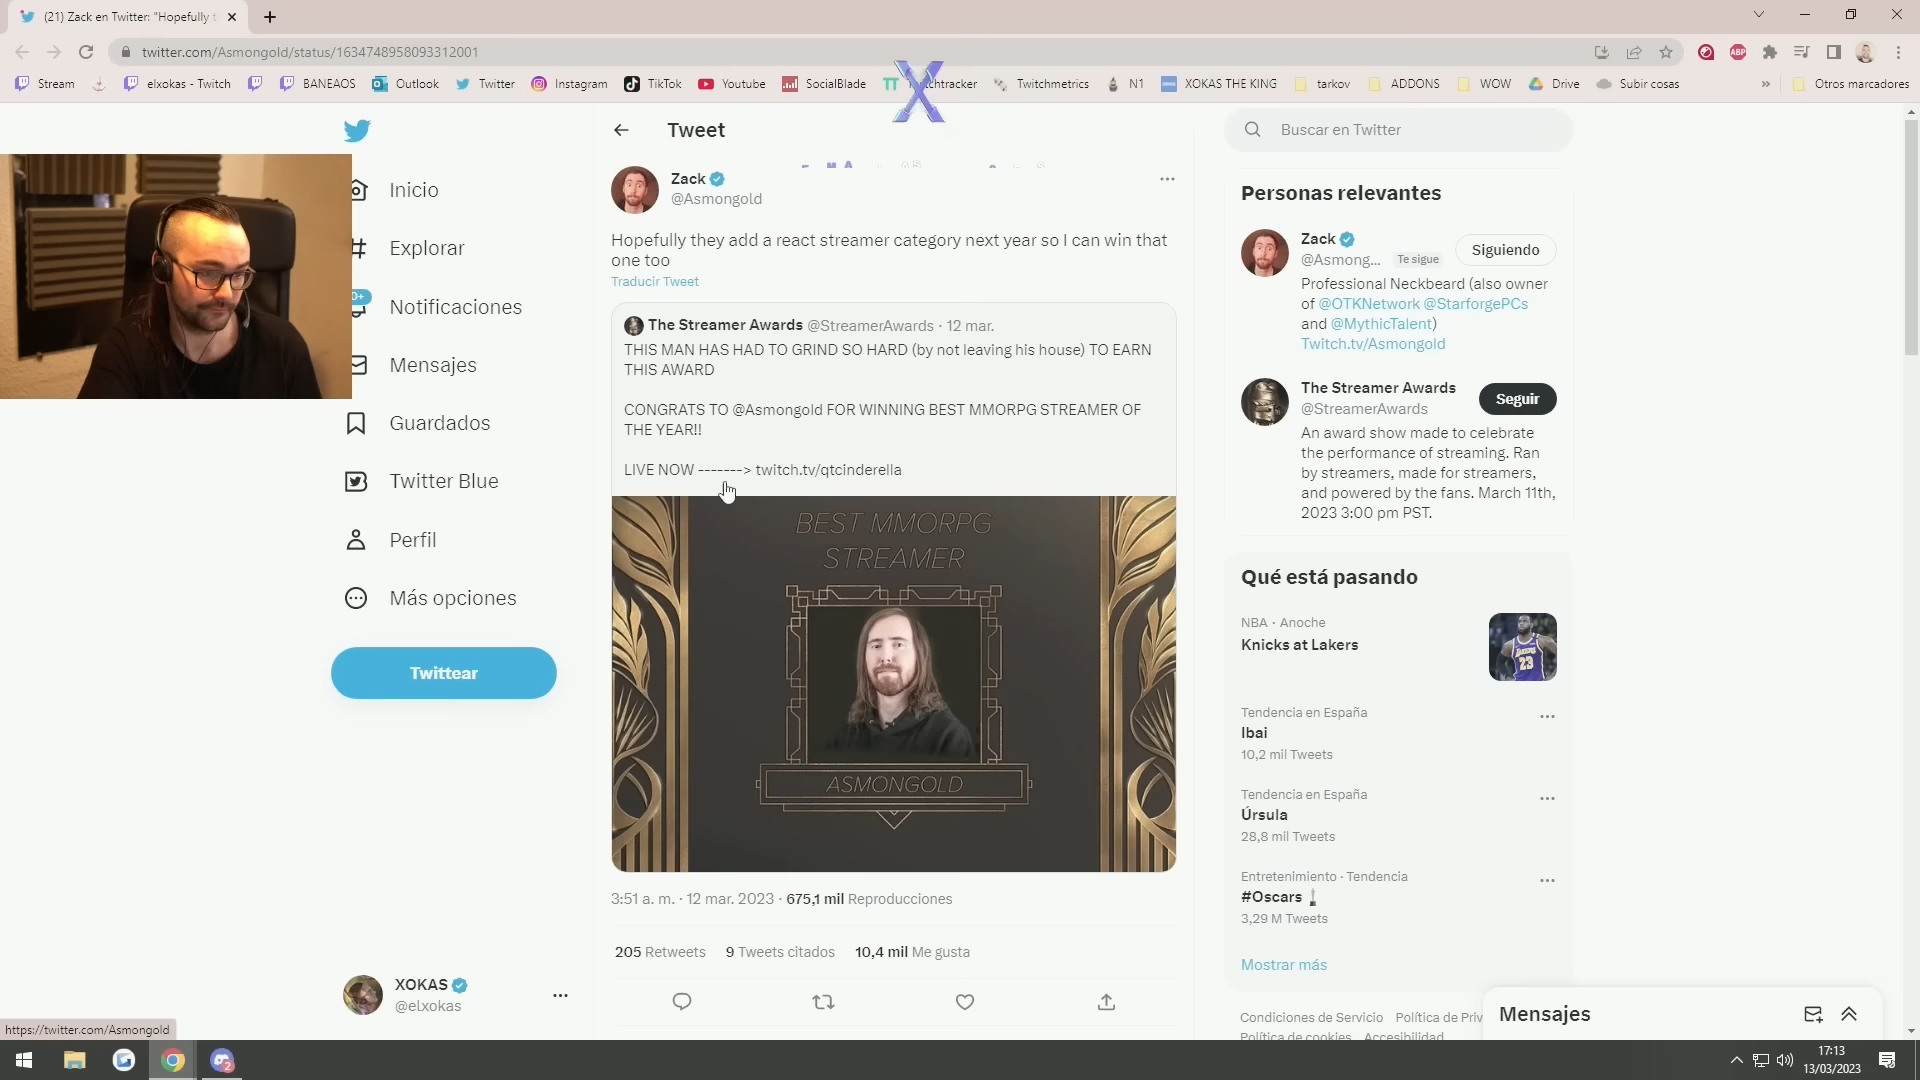 (21) Zack en Twitter: "Hopefully t
twitter.com/Asmongold/status/1634748958093312001
Stream
elxokas - Twitch
BANEAOS
Outlook
Twitter
Instagram
TikTok
Youtube
SocialBlade
Twitchmetrics
N1
XOKAS THE KING
tarkov
ADDONS
WOW
Drive
Subir cosas
»
Otros marcadores
ABP
Inicio
Explorar
Notificaciones
Mensajes
Guardados
Twitter Blue
Perfil
Más opciones
Twittear
XOKAS
@elxokas
https://twitter.com/Asmongold
Tweet
Zack
@Asmongold
Hopefully they add a react streamer category next year so I can win that
one too
Traducir Tweet
The Streamer Awards @StreamerAwards · 12 mar.
THIS MAN HAS HAD TO GRIND SO HARD (by not leaving his house) TO EARN
THIS AWARD
CONGRATS TO @Asmongold FOR WINNING BEST MMORPG STREAMER OF
THE YEAR!!
LIVE NOW -------> twitch.tv/qtcinderella
BEST MMORPG
STREAMER
ASMONGOLD
3:51 a. m. · 12 mar. 2023 · 675,1 mil Reproducciones
205 Retweets 9 Tweets citados 10,4 mil Me gusta
Buscar en Twitter
Personas relevantes
Zack
@Asmong... Te sigue
Siguiendo
Professional Neckbeard (also owner
of @OTKNetwork @StarforgePCs
and @MythicTalent)
Twitch.tv/Asmongold
The Streamer Awards
@StreamerAwards
Seguir
An award show made to celebrate
the performance of streaming. Ran
by streamers, made for streamers,
and powered by the fans. March 11th,
2023 3:00 pm PST.
Qué está pasando
NBA · Anoche
Knicks at Lakers
Tendencia en España
Ibai
10,2 mil Tweets
Tendencia en España
Úrsula
28,8 mil Tweets
Entretenimiento · Tendencia
#Oscars
3,29 M Tweets
Mostrar más
Condiciones de Servicio Política de Priv
Política de cookies Accesibilidad
Mensajes
17:13
13/03/2023